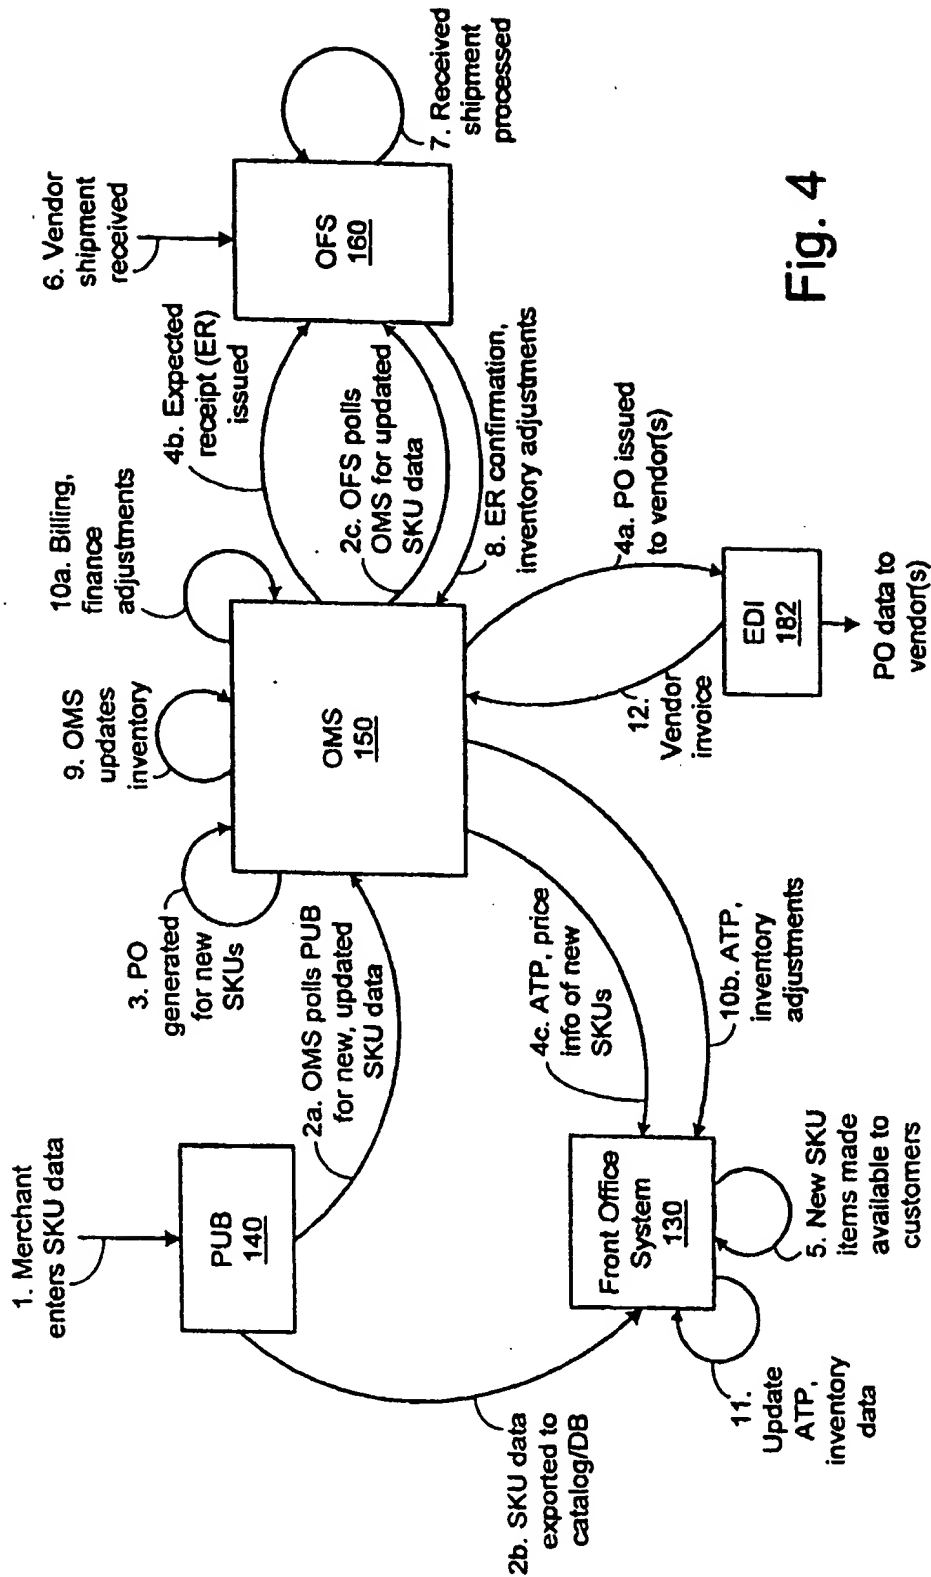 1. Merchant
enters SKU data
PUB
140
2a. OMS polls PUB
for new, updated
SKU data
2b. SKU data
exported to
catalog/DB
3. PO
generated
for new
SKUs
9. OMS
updates
inventory
10a. Billing,
finance
adjustments
OMS
150
4b. Expected
receipt (ER)
issued
2c. OFS polls
OMS for updated
SKU data
8. ER confirmation,
inventory adjustments
6. Vendor
shipment
received
OFS
160
7. Received
shipment
processed
4a. PO issued
to vendor(s)
12.
Vendor
invoice
EDI
182
PO data to
vendor(s)
4c. ATP, price
info of new
SKUs
10b. ATP,
inventory
adjustments
Front Office
System
130
5. New SKU
items made
available to
customers
11.
Update
ATP,
inventory
data
Fig. 4